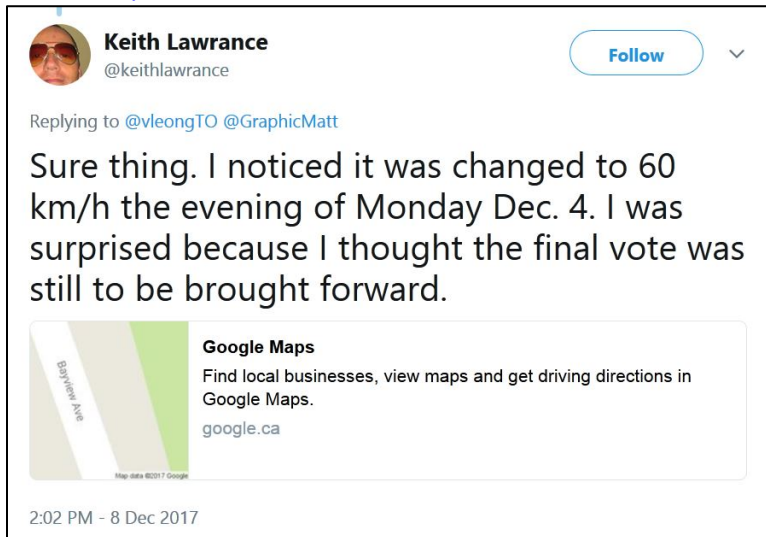 Keith Lawrance
@keithlawrance
Follow
Replying to @vleongTO @GraphicMatt
Sure thing. I noticed it was changed to 60
km/h the evening of Monday Dec. 4. I was
surprised because I thought the final vote was
still to be brought forward.
Bayview Ave
Map data ©2017 Google
Google Maps
Find local businesses, view maps and get driving directions in
Google Maps.
google.ca
2:02 PM - 8 Dec 2017